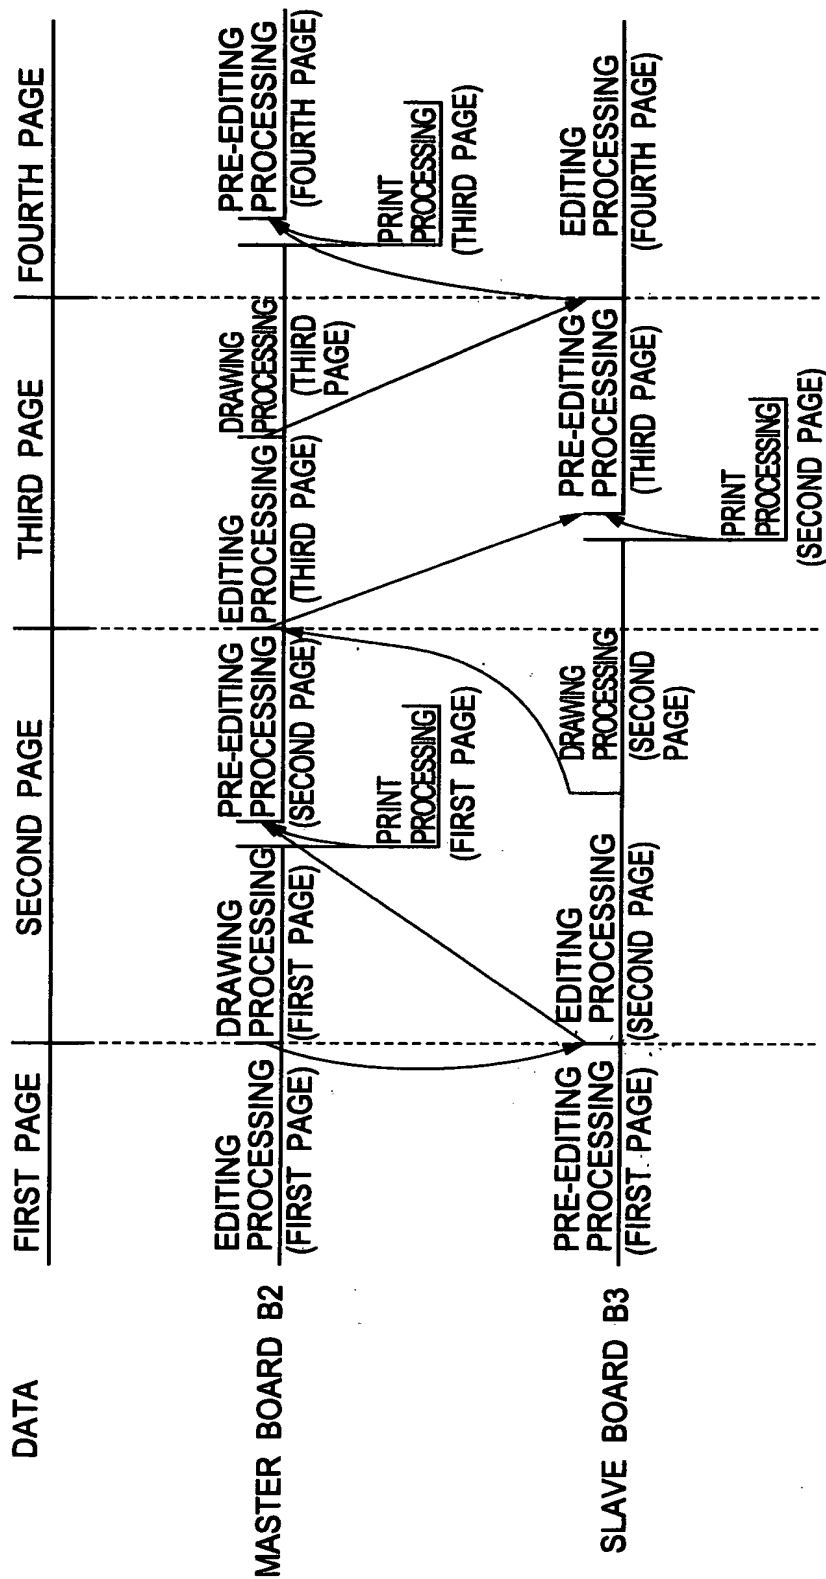 DATA
FIRST PAGE
SECOND PAGE
THIRD PAGE
FOURTH PAGE
MASTER BOARD B2
EDITING
PROCESSING
(FIRST PAGE)
DRAWING
PROCESSING
(FIRST PAGE)
PRE-EDITING
PROCESSING
(SECOND PAGE)
EDITING
PROCESSING
(THIRD PAGE)
DRAWING
PROCESSING
(THIRD
PAGE)
PRE-EDITING
PROCESSING
(FOURTH PAGE)
PRINT
PROCESSING
(FIRST PAGE)
PRINT
PROCESSING
(THIRD PAGE)
SLAVE BOARD B3
PRE-EDITING
PROCESSING
(FIRST PAGE)
EDITING
PROCESSING
(SECOND PAGE)
DRAWING
PROCESSING
(SECOND
PAGE)
PRE-EDITING
PROCESSING
(THIRD PAGE)
EDITING
PROCESSING
(FOURTH PAGE)
PRINT
PROCESSING
(SECOND PAGE)